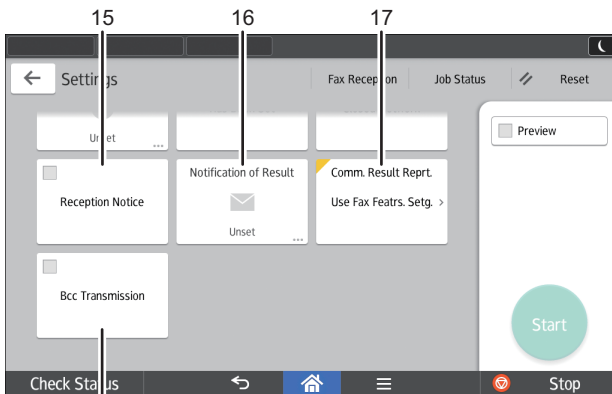 15 16 17
Settings Fax Reception Job Status Reset
Unset
Preview
Notification of Result Comm. Result Reprt.
Reception Notice Use Fax Featrs. Setg. >
Unset
Bcc Transmission
Start
Check Status Stop